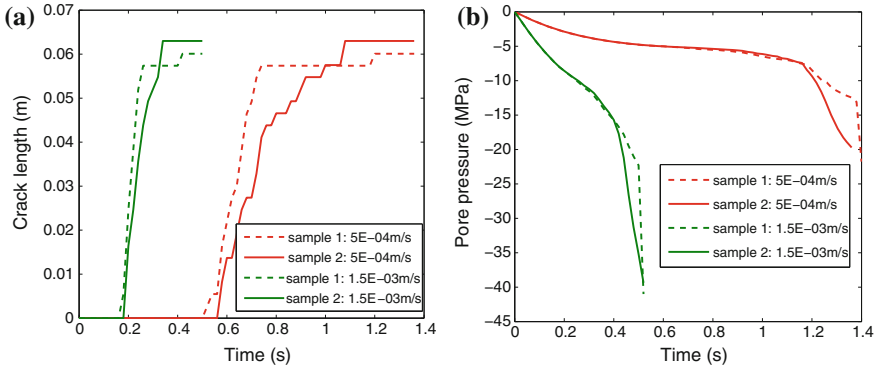 (a)
0.07
0.06
0.05
0.04
0.03
0.02
0.01
0
Crack length (m)
sample 1: 5E−04m/s
sample 2: 5E−04m/s
sample 1: 1.5E−03m/s
sample 2: 1.5E−03m/s
0 0.2 0.4 0.6 0.8 1 1.2 1.4
Time (s)
(b)
0
−5
−10
−15
−20
−25
−30
−35
−40
−45
Pore pressure (MPa)
sample 1: 5E−04m/s
sample 2: 5E−04m/s
sample 1: 1.5E−03m/s
sample 2: 1.5E−03m/s
0 0.2 0.4 0.6 0.8 1 1.2 1.4
Time (s)